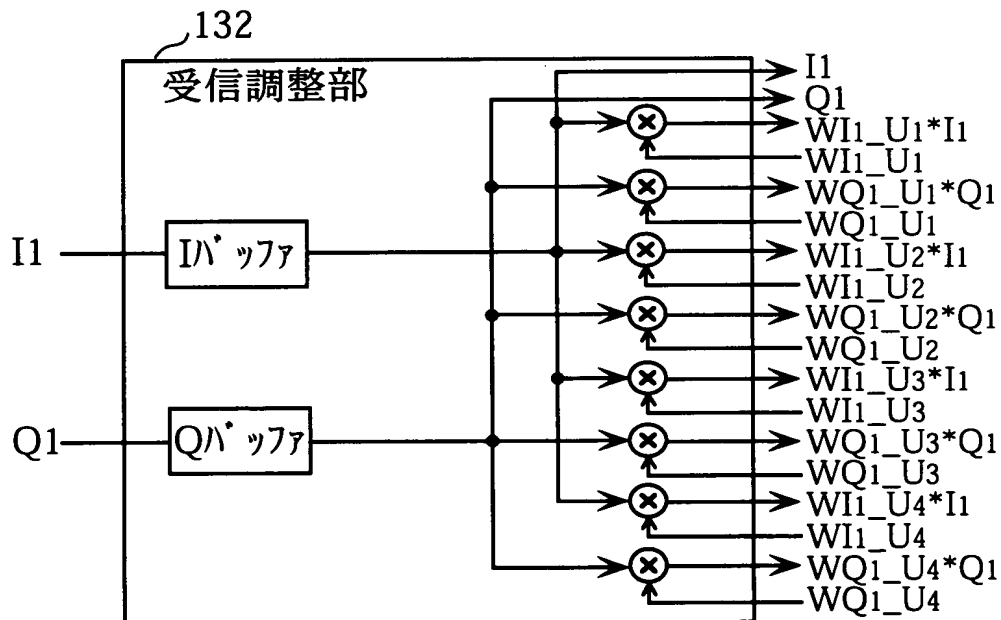 132
受信調整部
I1
Q1
WI1_U1*I1
WI1_U1
WQ1_U1*Q1
WQ1_U1
I1
Iバッファ
WI1_U2*I1
WI1_U2
WQ1_U2*Q1
WQ1_U2
WI1_U3*I1
WI1_U3
Q1
Qバッファ
WQ1_U3*Q1
WQ1_U3
WI1_U4*I1
WI1_U4
WQ1_U4*Q1
WQ1_U4